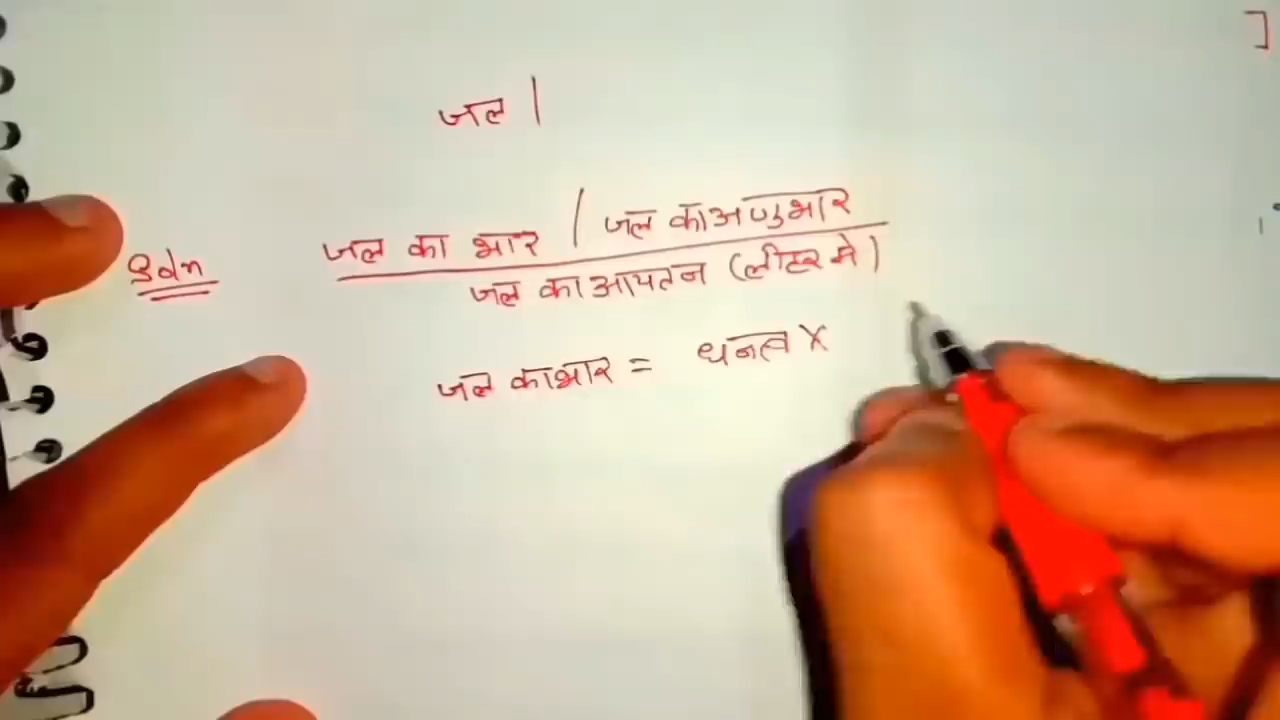 ]
जल |
Soln जल का भार / जल का अणुभार
जल का आयतन (लीटर मे)
जल का भार = घनत्व ×